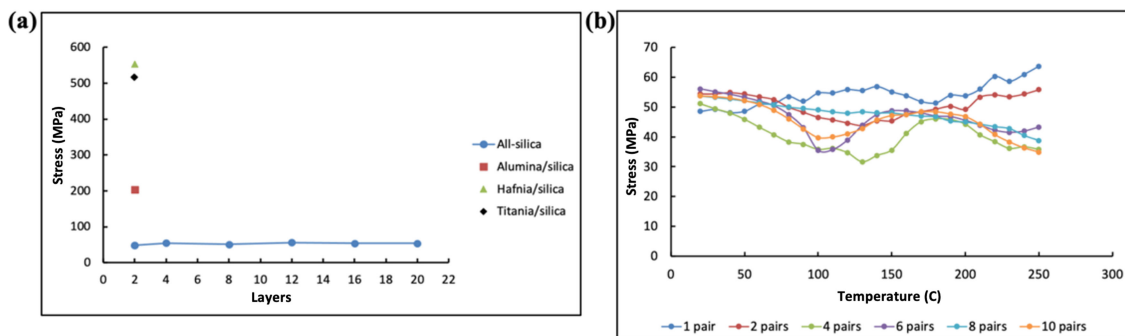 (a)
600
500
400
300
200
100
0
Stress (MPa)
0 2 4 6 8 10 12 14 16 18 20 22
Layers
All-silica
Alumina/silica
Hafnia/silica
Titania/silica
(b)
70
60
50
40
30
20
10
0
Stress (MPa)
0 50 100 150 200 250 300
Temperature (C)
1 pair 2 pairs 4 pairs 6 pairs 8 pairs 10 pairs